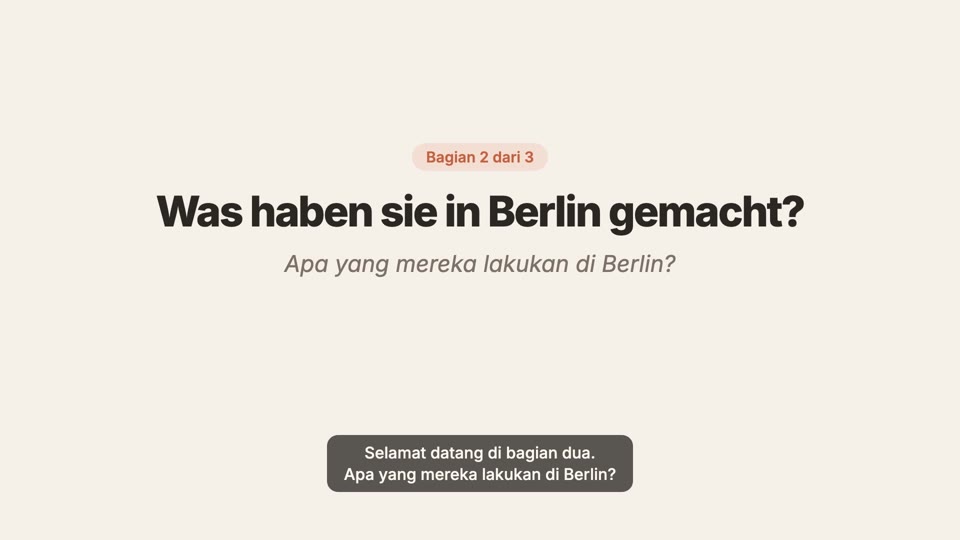 Bagian 2 dari 3
Was haben sie in Berlin gemacht?
Apa yang mereka lakukan di Berlin?
Selamat datang di bagian dua.
Apa yang mereka lakukan di Berlin?